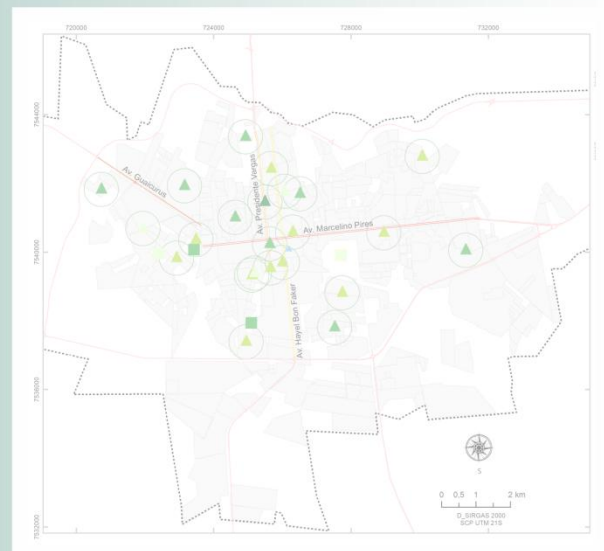 720000
724000
728000
732000
7544000
Av. Guaicurus
Av. Presidente Vargas
Av. Marcelino Pires
7540000
Av. Hayel Bon Faker
7536000
S
0 0,5 1 2 km
D_SIRGAS 2000
SCP UTM 21S
7532000